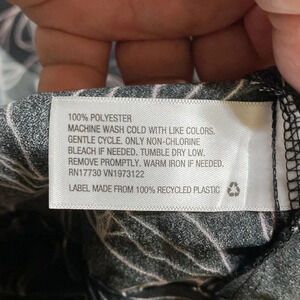 100% POLYESTER
MACHINE WASH COLD WITH LIKE COLORS.
GENTLE CYCLE. ONLY NON-CHLORINE
BLEACH IF NEEDED. TUMBLE DRY LOW.
REMOVE PROMPTLY. WARM IRON IF NEEDED.
RN17730 VN1973122
LABEL MADE FROM 100% RECYCLED PLASTIC